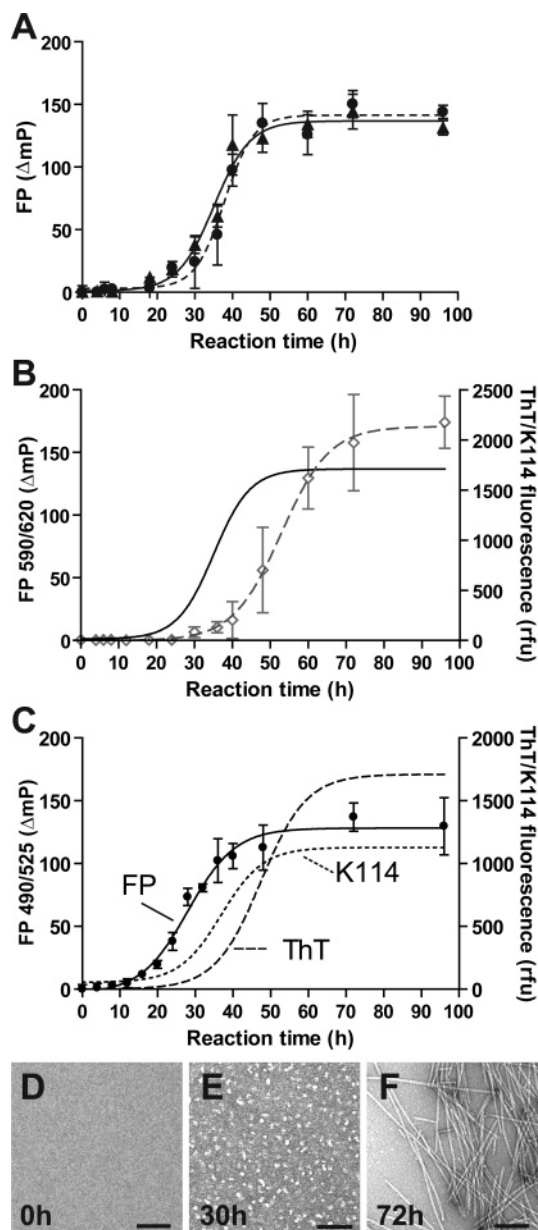 A
200
150
100
50
0
FP (ΔmP)
0 10 20 30 40 50 60 70 80 90 100
Reaction time (h)
B
200
150
100
50
0
FP 590/620 (ΔmP)
2500
2000
1500
1000
500
0
ThT/K114 fluorescence (rfu)
0 10 20 30 40 50 60 70 80 90 100
Reaction time (h)
C
200
150
100
50
0
FP 490/525 (ΔmP)
2000
1500
1000
500
0
ThT/K114 fluorescence (rfu)
FP
K114
ThT
0 10 20 30 40 50 60 70 80 90 100
Reaction time (h)
D
0h
E
30h
F
72h